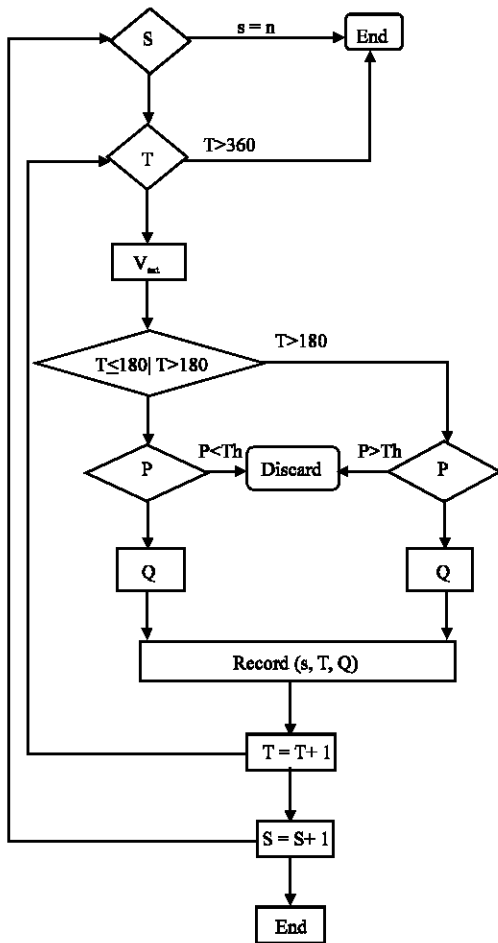 S
s = n
End
T
T>360
T≤180| T>180
T>180
P
P<Th
Discard
P>Th
P
Q
Q
Record (s, T, Q)
T = T+ 1
S = S+ 1
End